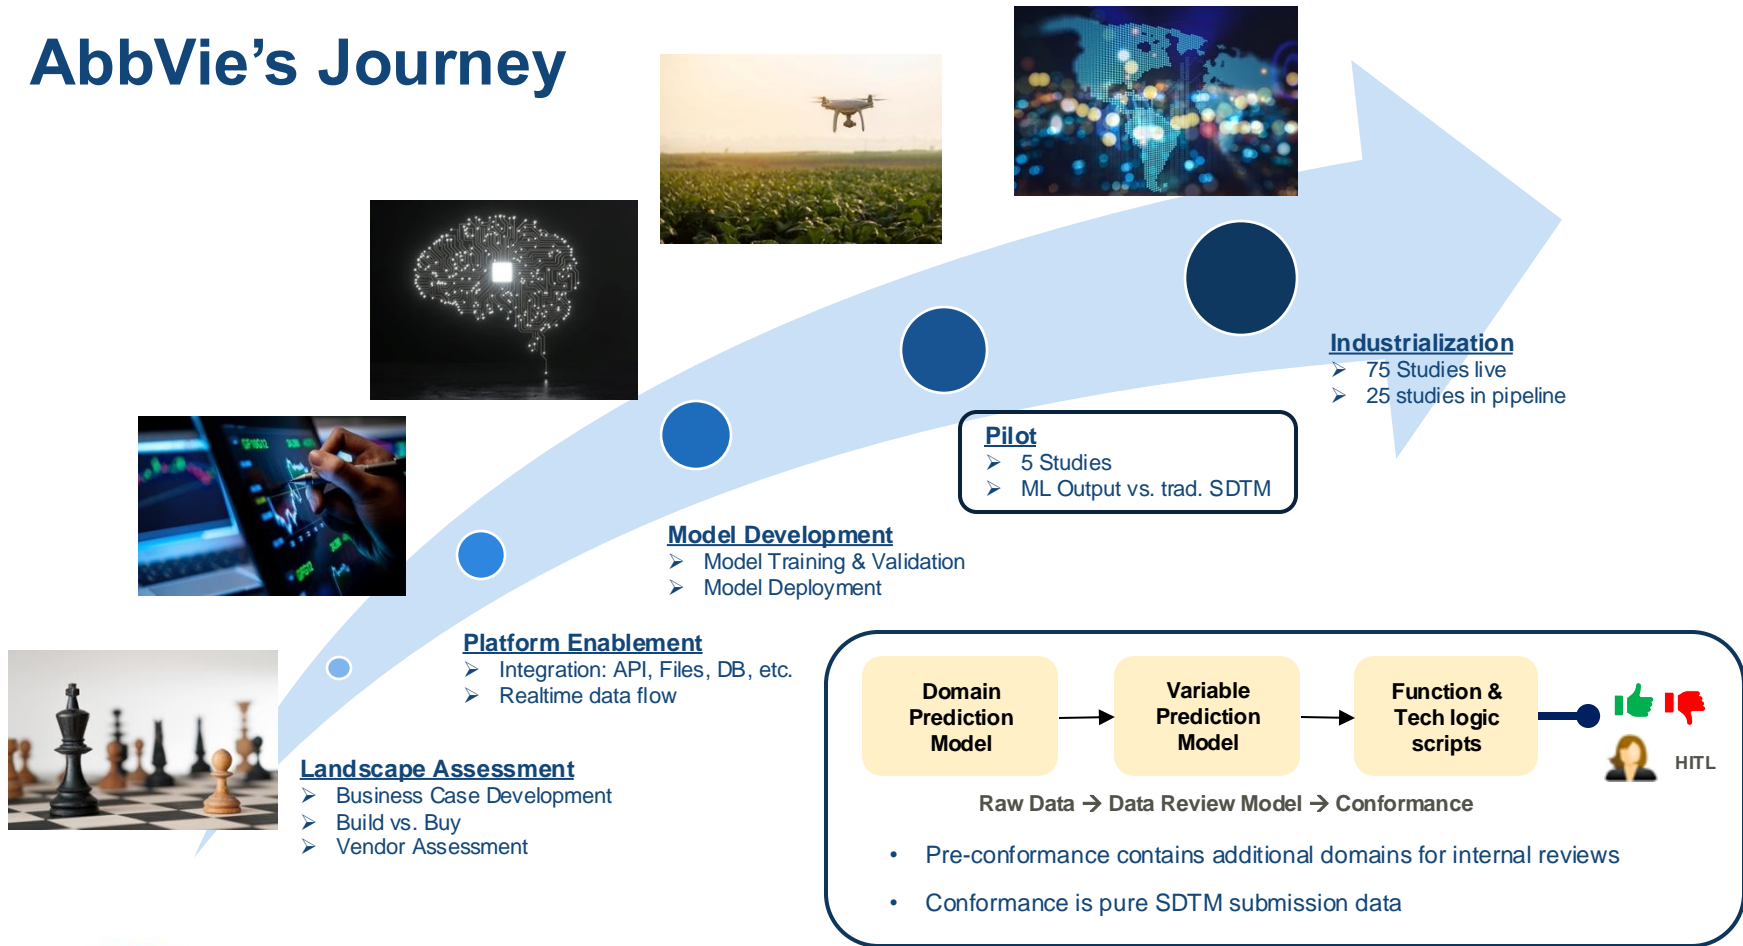 AbbVie’s Journey
Industrialization
➢ 75 Studies live
➢ 25 studies in pipeline
Pilot
➢ 5 Studies
➢ ML Output vs. trad. SDTM
Model Development
➢ Model Training & Validation
➢ Model Deployment
Platform Enablement
➢ Integration: API, Files, DB, etc.
➢ Realtime data flow
Landscape Assessment
➢ Business Case Development
➢ Build vs. Buy
➢ Vendor Assessment
Domain
Prediction
Model
Variable
Prediction
Model
Function &
Tech logic
scripts
HITL
Raw Data → Data Review Model → Conformance
• Pre-conformance contains additional domains for internal reviews
• Conformance is pure SDTM submission data